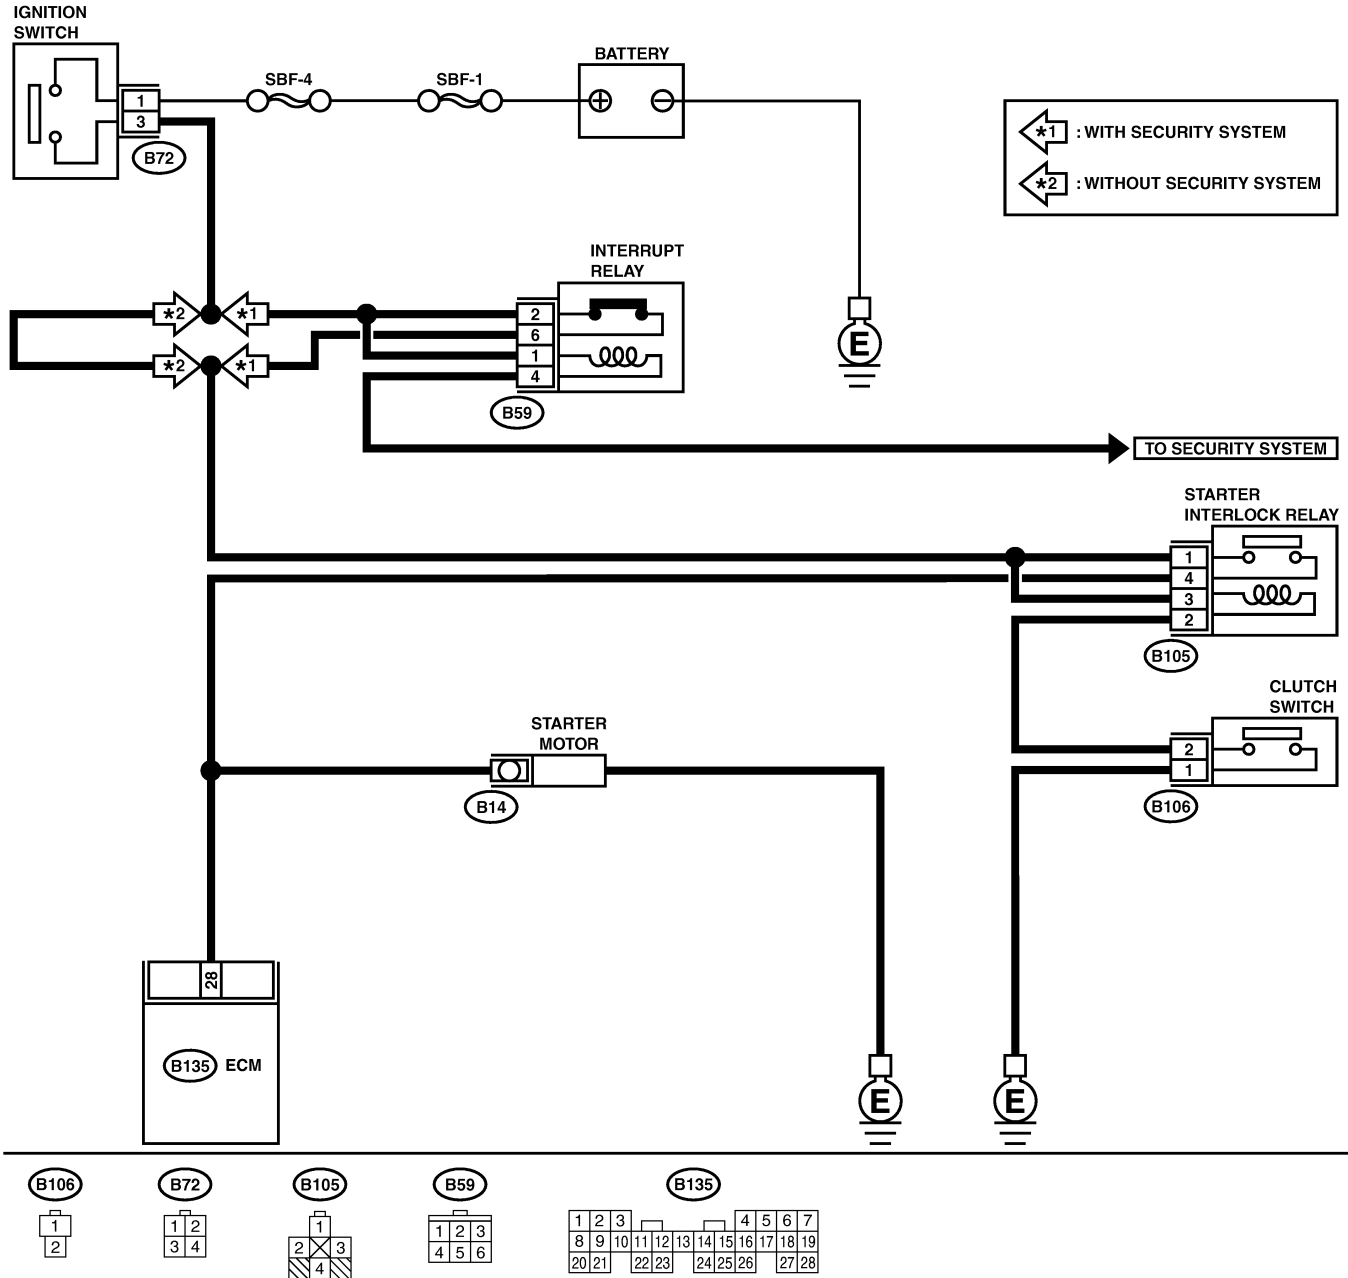 IGNITION
SWITCH
BATTERY
SBF-4
SBF-1
1
3
B72
*1 : WITH SECURITY SYSTEM
*2 : WITHOUT SECURITY SYSTEM
INTERRUPT
RELAY
*2
*1
2
6
1
4
*2
*1
B59
E
TO SECURITY SYSTEM
STARTER
INTERLOCK RELAY
1
4
3
2
B105
CLUTCH
SWITCH
2
1
B106
STARTER
MOTOR
B14
28
B135 ECM
E
E
B106
B72
B105
B59
B135
1
2
1 2
3 4
1
2 3
4
1 2 3
4 5 6
1 2 3 4 5 6 7
8 9 10 11 12 13 14 15 16 17 18 19
20 21 22 23 24 25 26 27 28